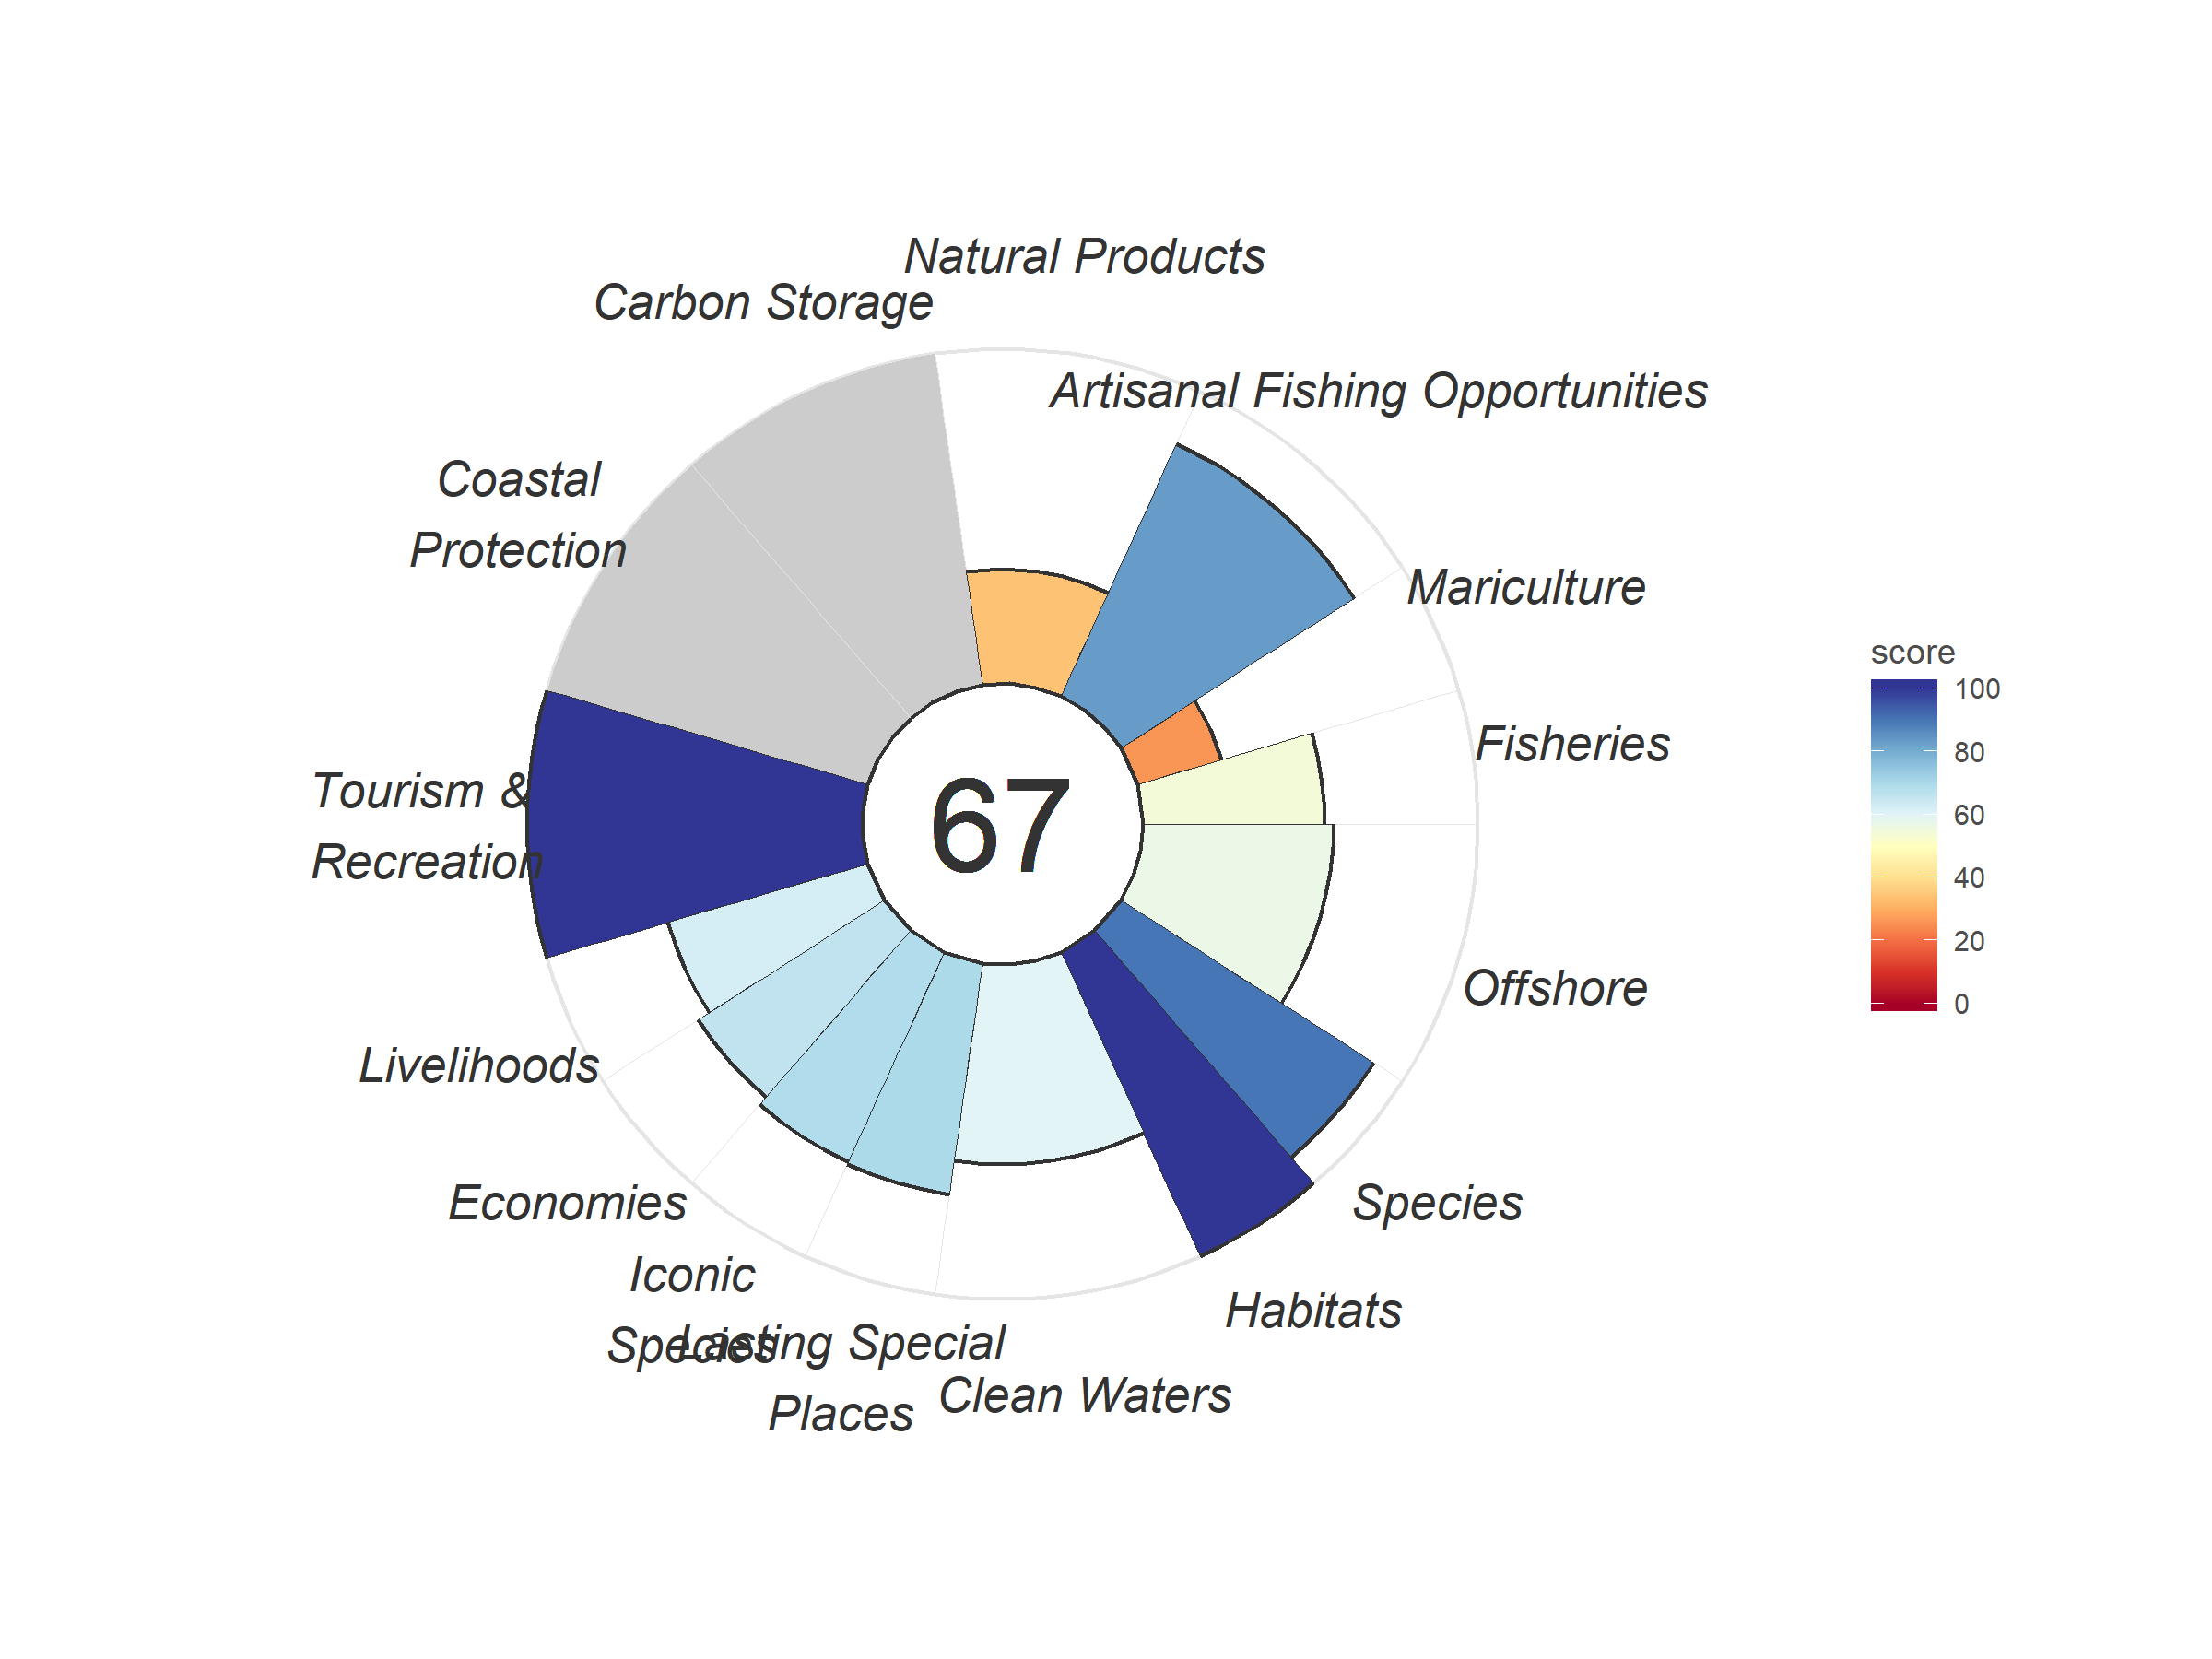 Natural Products
Carbon Storage
Artisanal Fishing Opportunities
Coastal
Protection
Mariculture
Fisheries
score
100
80
60
40
20
0
Tourism &
Recreation
67
Offshore
Livelihoods
Economies
Species
Iconic
Species
Habitats
Lasting Special
Places
Clean Waters